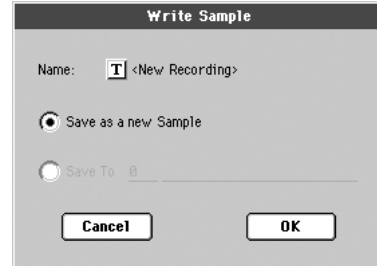 Write Sample
Name: T <New Recording>
Save as a new Sample
Save To 0
Cancel OK